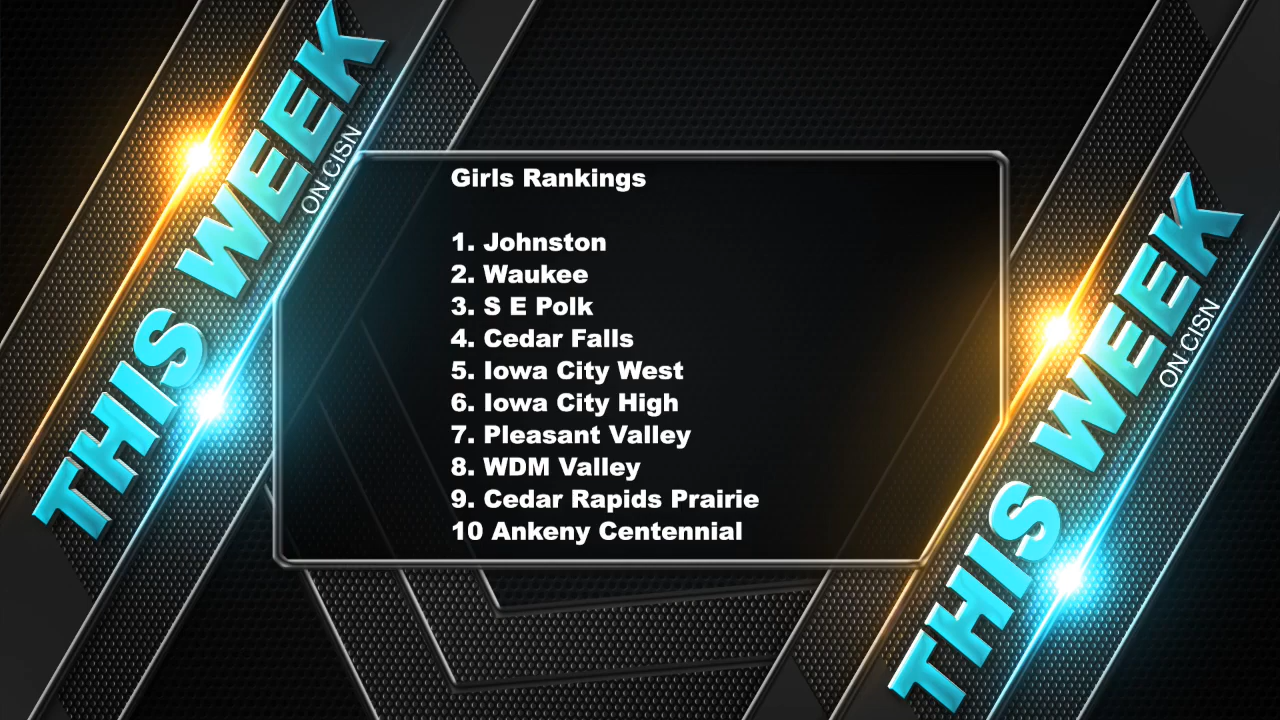 THIS WEEK
ON CISN
Girls Rankings
1. Johnston
2. Waukee
3. S E Polk
4. Cedar Falls
5. Iowa City West
6. Iowa City High
7. Pleasant Valley
8. WDM Valley
9. Cedar Rapids Prairie
10 Ankeny Centennial
THIS WEEK
ON CISN